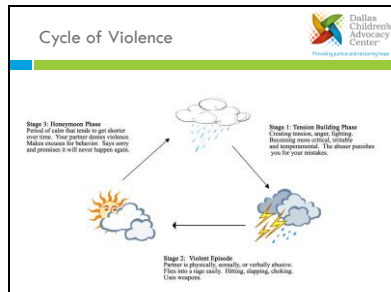 Cycle of Violence
Dallas
Children's
Advocacy
Center
Providing justice and restoring hope
Stage 3: Honeymoon Phase
Period of calm that tends to get shorter
over time. Your partner denies violence.
Makes excuses for behavior. Says sorry
and promises it will never happen again.
Stage 1: Tension Building Phase
Creating tension, anger, fighting.
Becoming more critical, irritable
and temperamental. The abuser punishes
you for your mistakes.
Stage 2: Violent Episode
Partner is physically, sexually, or verbally abusive.
Flies into a rage easily. Hitting, slapping, choking.
Uses weapons.